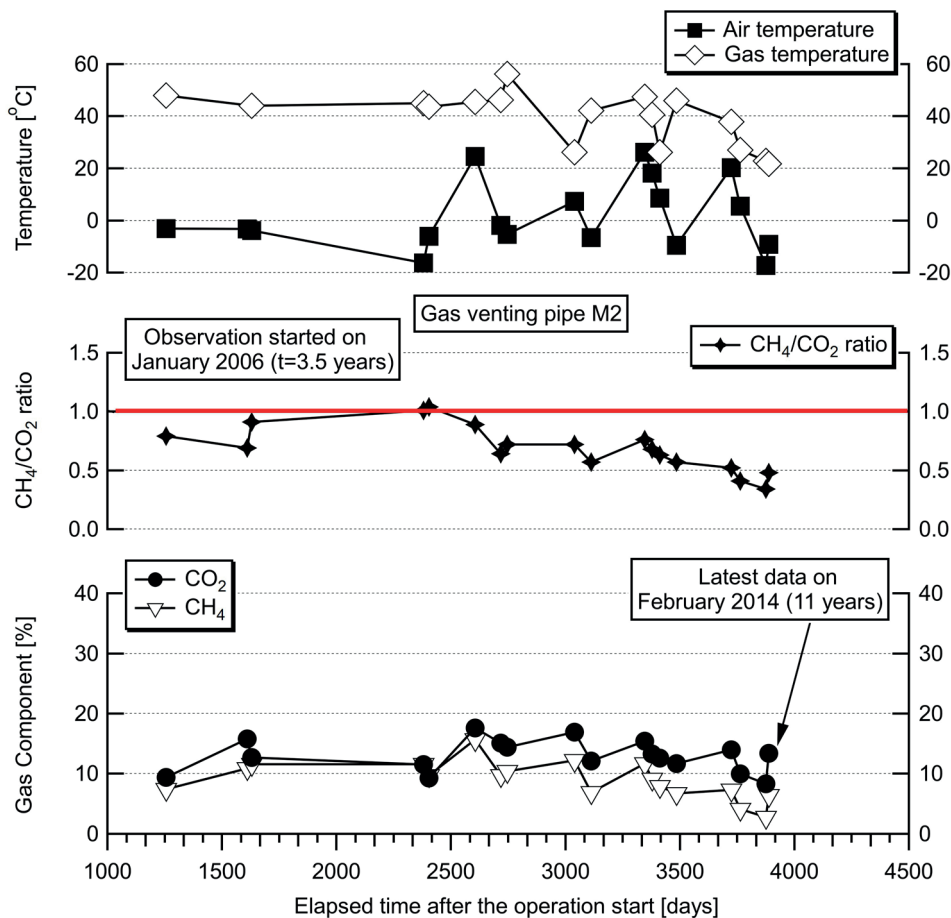 Air temperature
Gas temperature
Temperature [°C]
60
40
20
0
-20
60
40
20
0
-20
Gas venting pipe M2
Observation started on
January 2006 (t=3.5 years)
CH₄/CO₂ ratio
CH₄/CO₂ ratio
1.5
1.0
0.5
0.0
1.5
1.0
0.5
0.0
CO₂
CH₄
Latest data on
February 2014 (11 years)
Gas Component [%]
40
30
20
10
0
40
30
20
10
0
1000 1500 2000 2500 3000 3500 4000 4500
Elapsed time after the operation start [days]